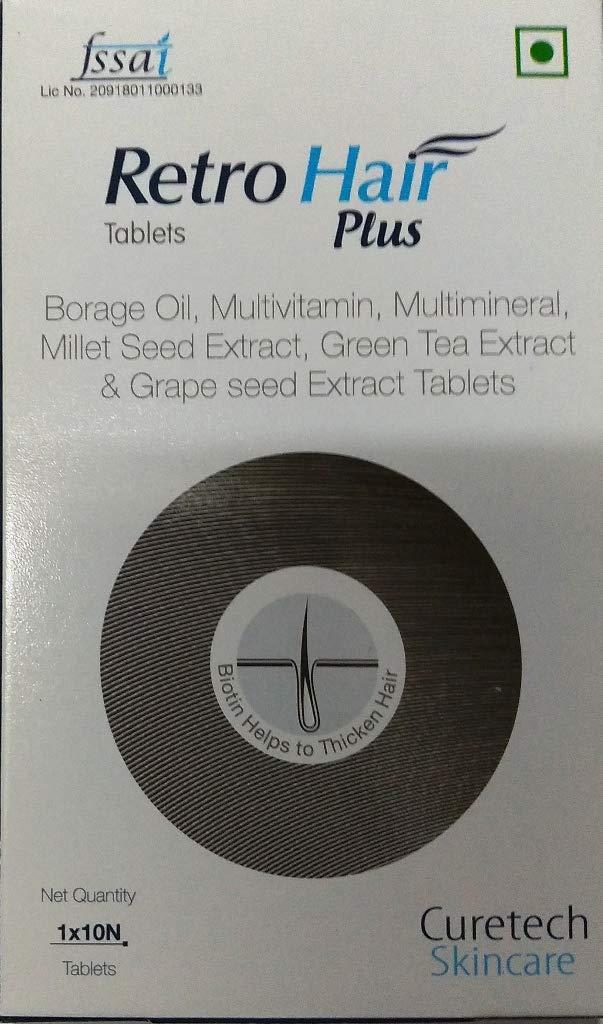 fssai
Lic No. 20918011000133
Retro Hair
Tablets Plus
Borage Oil, Multivitamin, Multimineral,
Millet Seed Extract, Green Tea Extract
& Grape seed Extract Tablets
Biotin Helps to Thicken Hair
Net Quantity
1x10N
Tablets
Curetech
Skincare